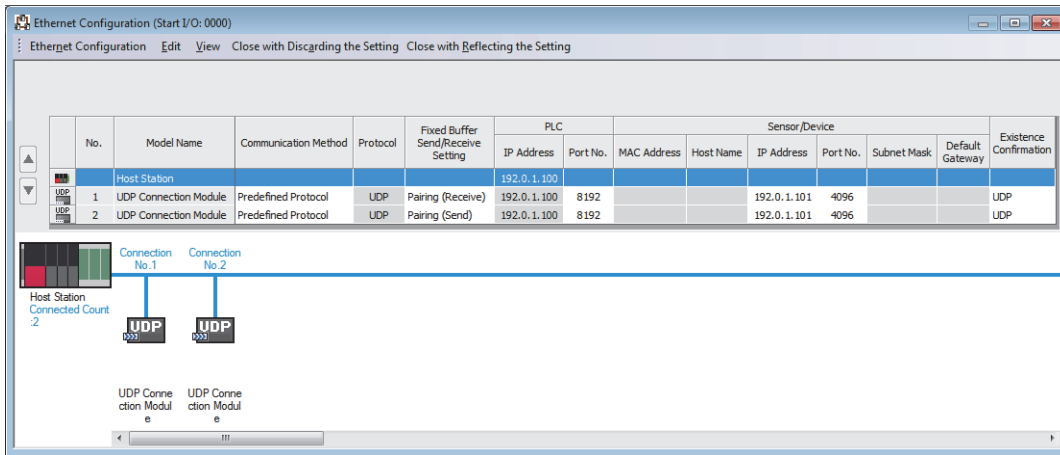 Ethernet Configuration (Start I/O: 0000)
Ethernet Configuration Edit View Close with Discarding the Setting Close with Reflecting the Setting
No. Model Name Communication Method Protocol Fixed Buffer Send/Receive Setting PLC Sensor/Device Existence Confirmation
IP Address Port No. MAC Address Host Name IP Address Port No. Subnet Mask Default Gateway
Host Station 192.0.1.100
UDP 1 UDP Connection Module Predefined Protocol UDP Pairing (Receive) 192.0.1.100 8192 192.0.1.101 4096 UDP
UDP 2 UDP Connection Module Predefined Protocol UDP Pairing (Send) 192.0.1.100 8192 192.0.1.101 4096 UDP
Connection Connection
No.1 No.2
Host Station
Connected Count
:2
UDP UDP
UDP Conne UDP Conne
ction Modul ction Modul
e e